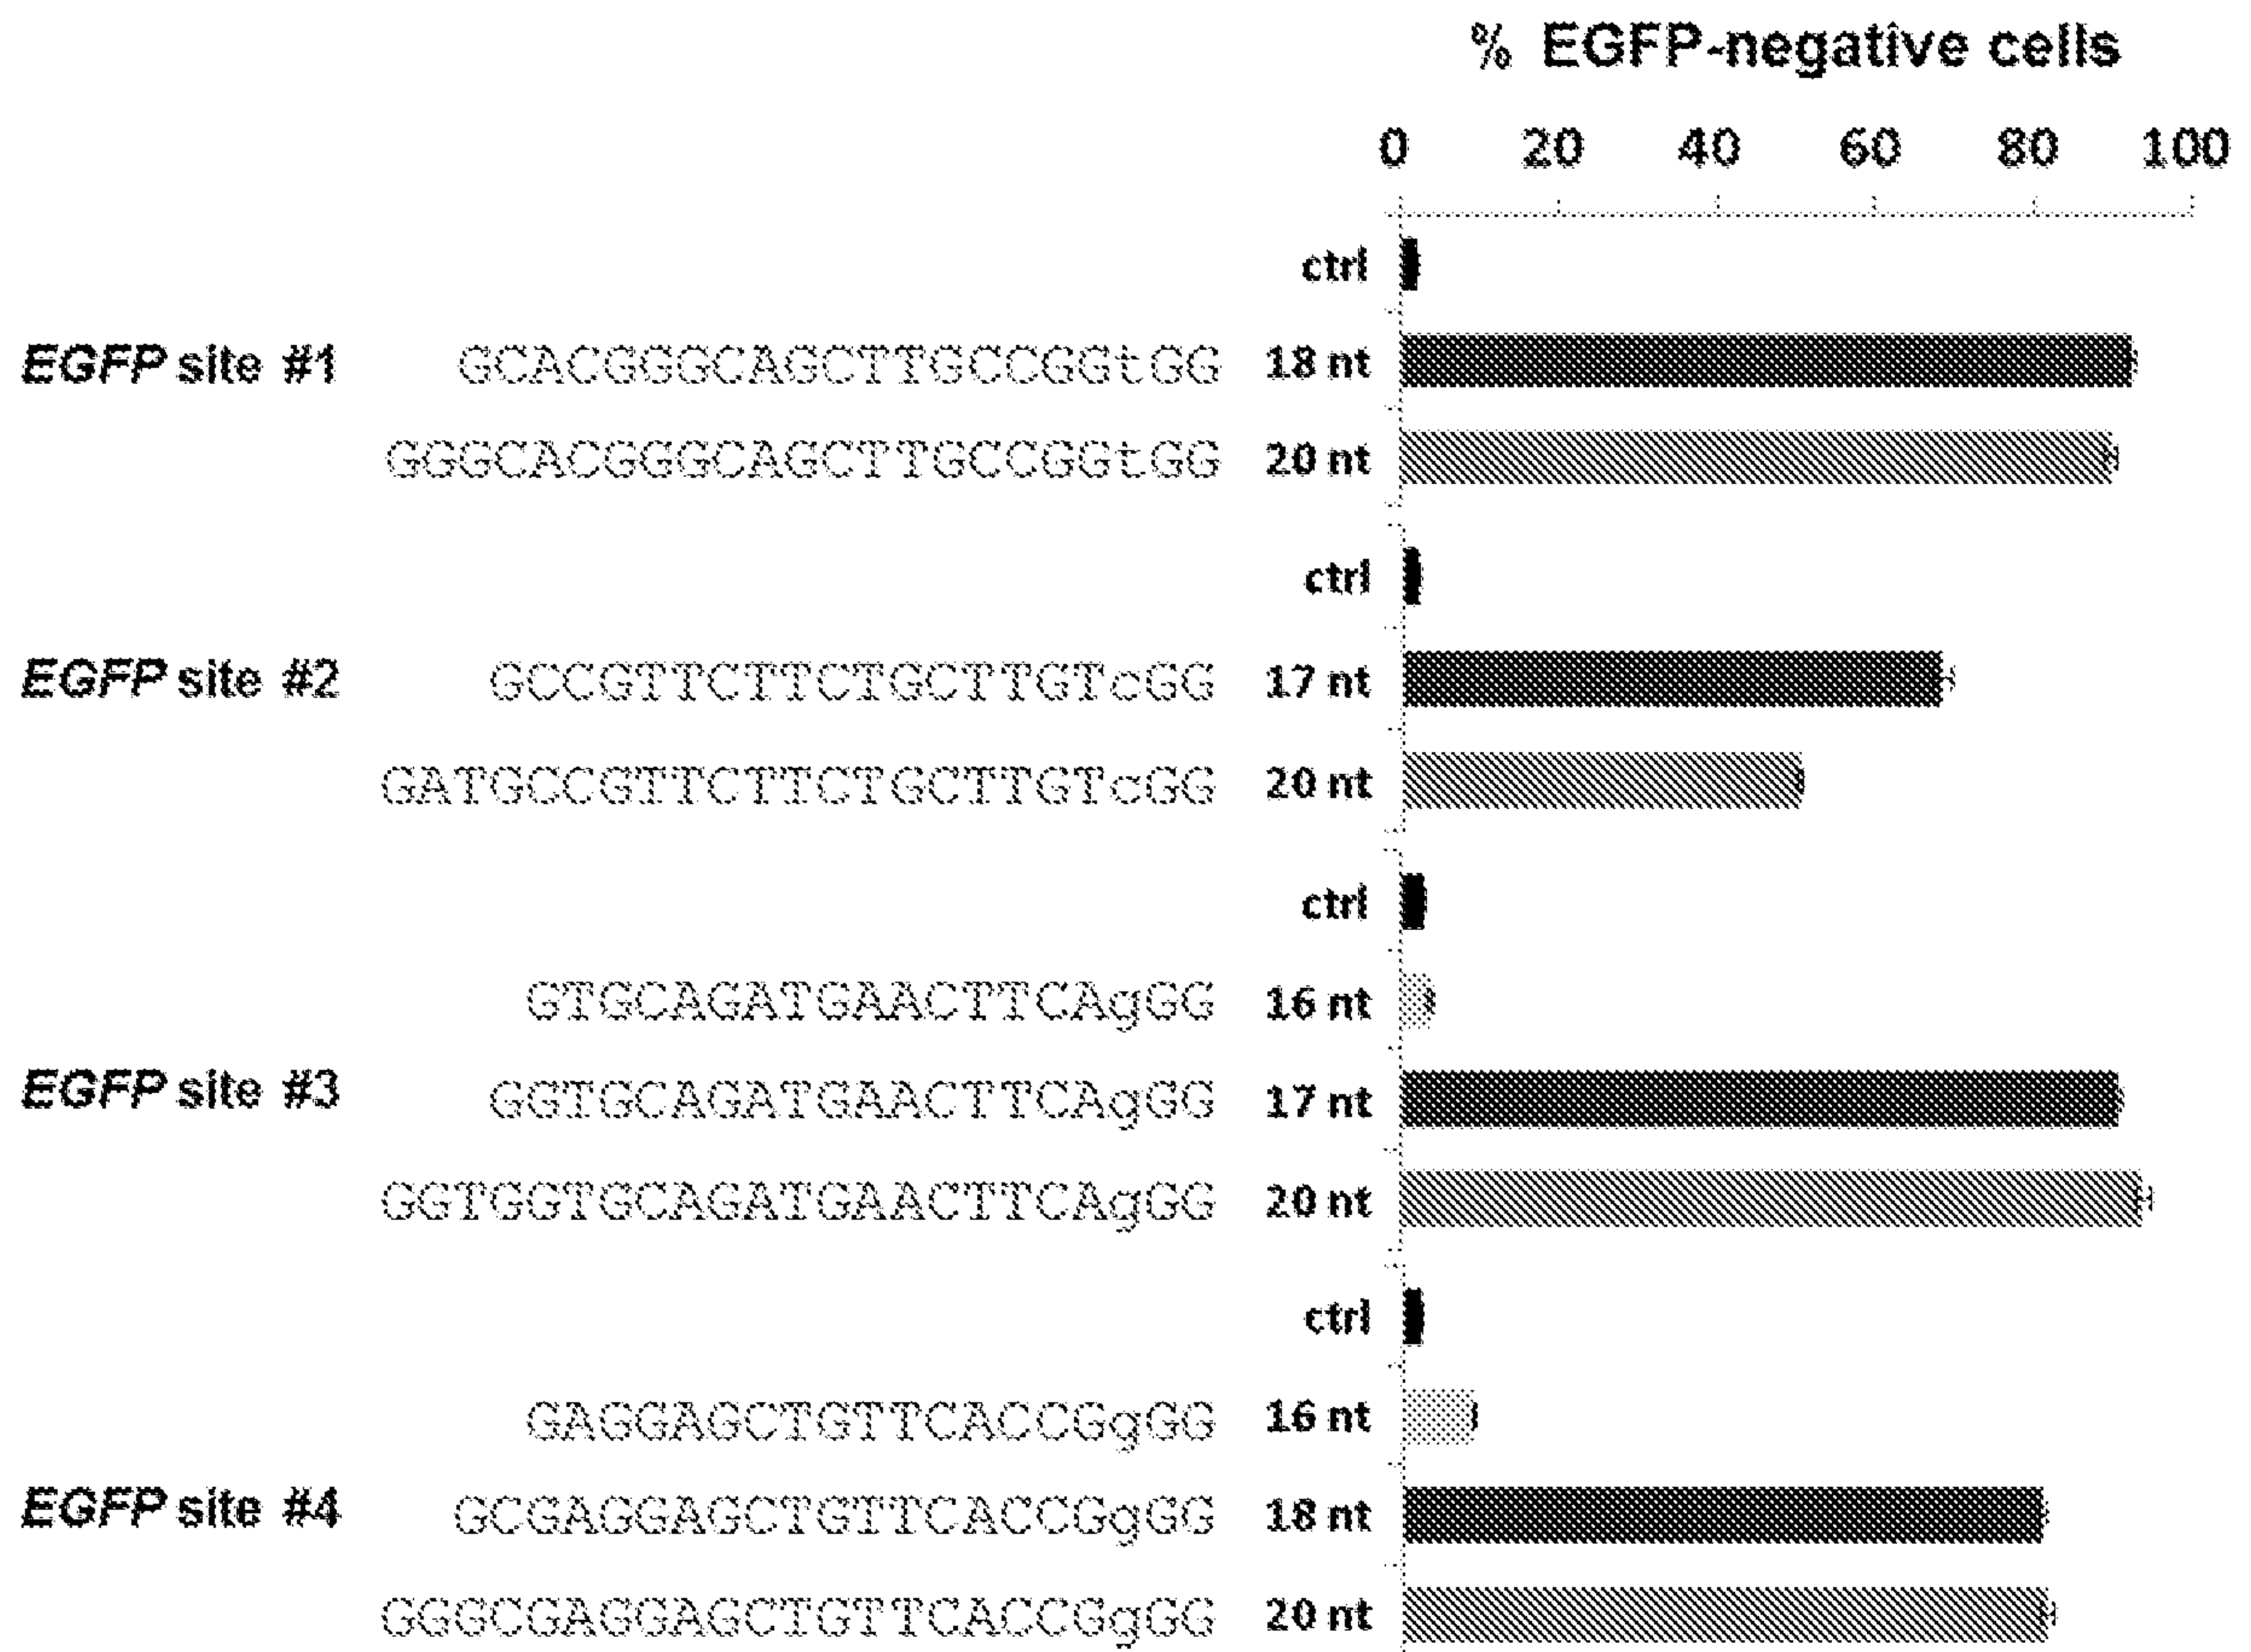 % EGFP-negative cells
0 20 40 60 80 100
ctrl
EGFP site #1 GCACGGGCAGCTTGCCGGtGG 18 nt
GGGCACGGGCAGCTTGCCGGtGG 20 nt
ctrl
EGFP site #2 GCCGTTCTTCTGCTTGTcGG 17 nt
GATGCCGTTCTTCTGCTTGTcGG 20 nt
ctrl
GTGCAGATGAACTTCAgGG 16 nt
EGFP site #3 GGTGCAGATGAACTTCAgGG 17 nt
GGTGGTGCAGATGAACTTCAgGG 20 nt
ctrl
GAGGAGCTGTTCACCGgGG 16 nt
EGFP site #4 GCGAGGAGCTGTTCACCGgGG 18 nt
GGGCGAGGAGCTGTTCACCGgGG 20 nt